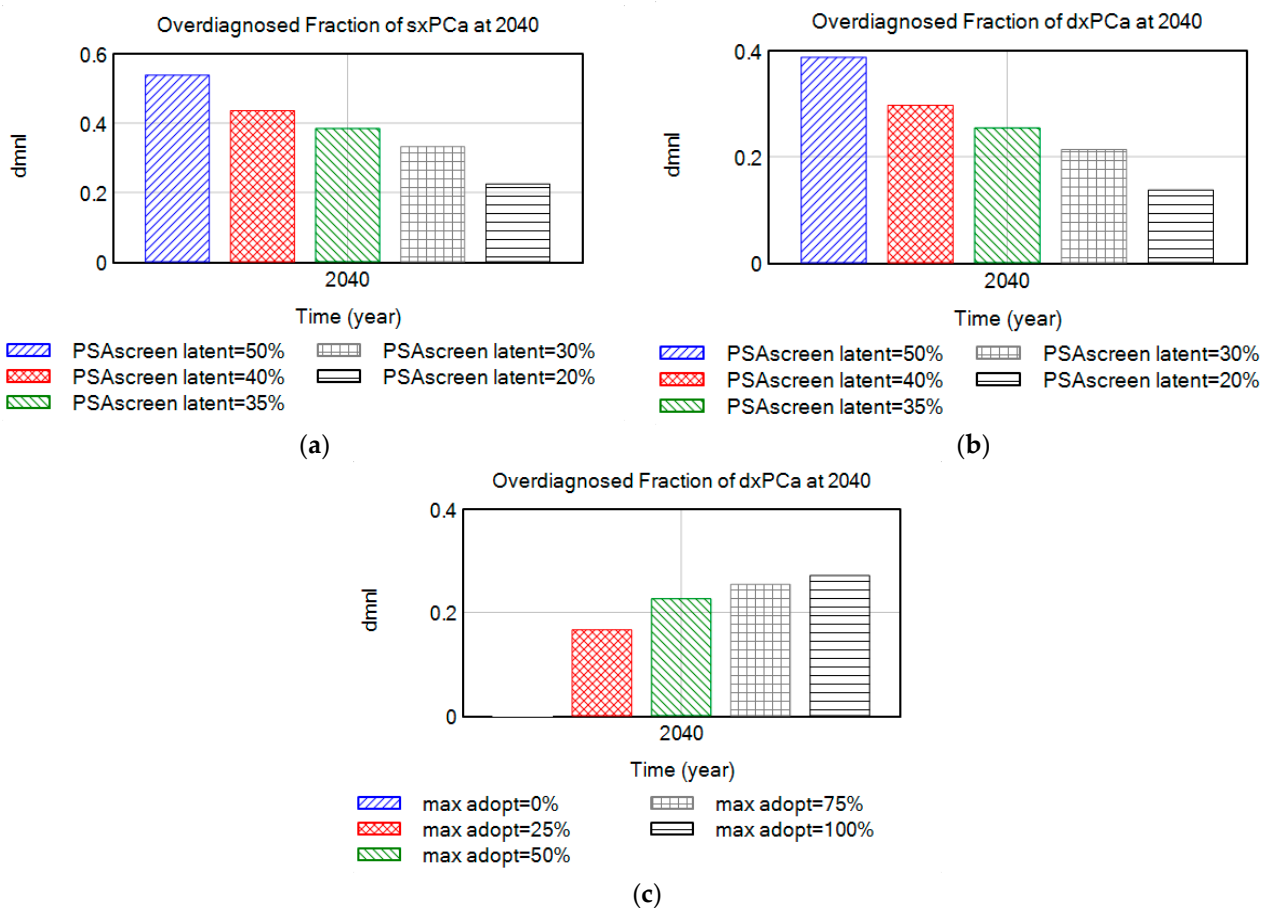 Overdiagnosed Fraction of sxPCa at 2040
0.6
0.4
0.2
0
dmnl
2040
Time (year)
PSAscreen latent=50%
PSAscreen latent=40%
PSAscreen latent=35%
PSAscreen latent=30%
PSAscreen latent=20%
(a)
Overdiagnosed Fraction of dxPCa at 2040
0.4
0.2
0
dmnl
2040
Time (year)
PSAscreen latent=50%
PSAscreen latent=40%
PSAscreen latent=35%
PSAscreen latent=30%
PSAscreen latent=20%
(b)
Overdiagnosed Fraction of dxPCa at 2040
0.4
0.2
0
dmnl
2040
Time (year)
max adopt=0%
max adopt=25%
max adopt=50%
max adopt=75%
max adopt=100%
(c)